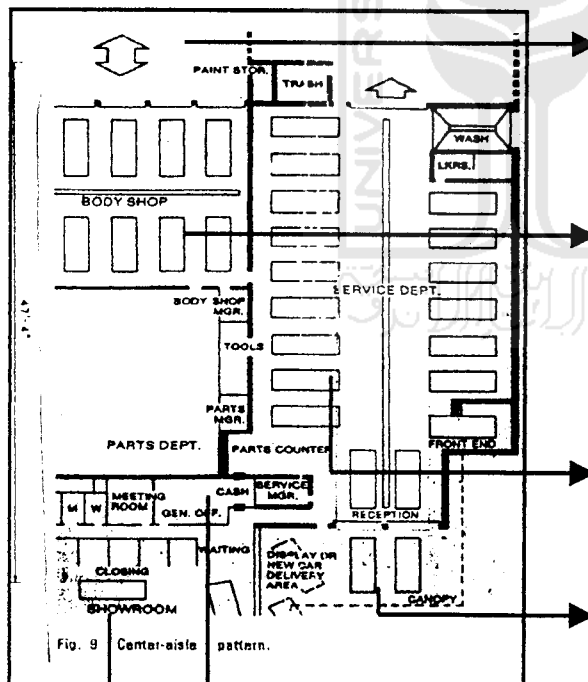 PAINT STOR.
TRASH
WASH
LKRS.
BODY SHOP
SERVICE DEPT.
BODY SHOP
MGR.
TOOLS
PARTS
MGR.
PARTS DEPT.
PARTS COUNTER
FRONT END
M
W
MEETING
ROOM
GEN. OFF.
CASH
SERVICE
MGR.
RECEPTION
WAITING
CLOSING
SHOWROOM
DISPLAY OR
NEW CAR
DELIVERY
AREA
CANOPY
47'-4"
Fig. 9 Center-aisle pattern.